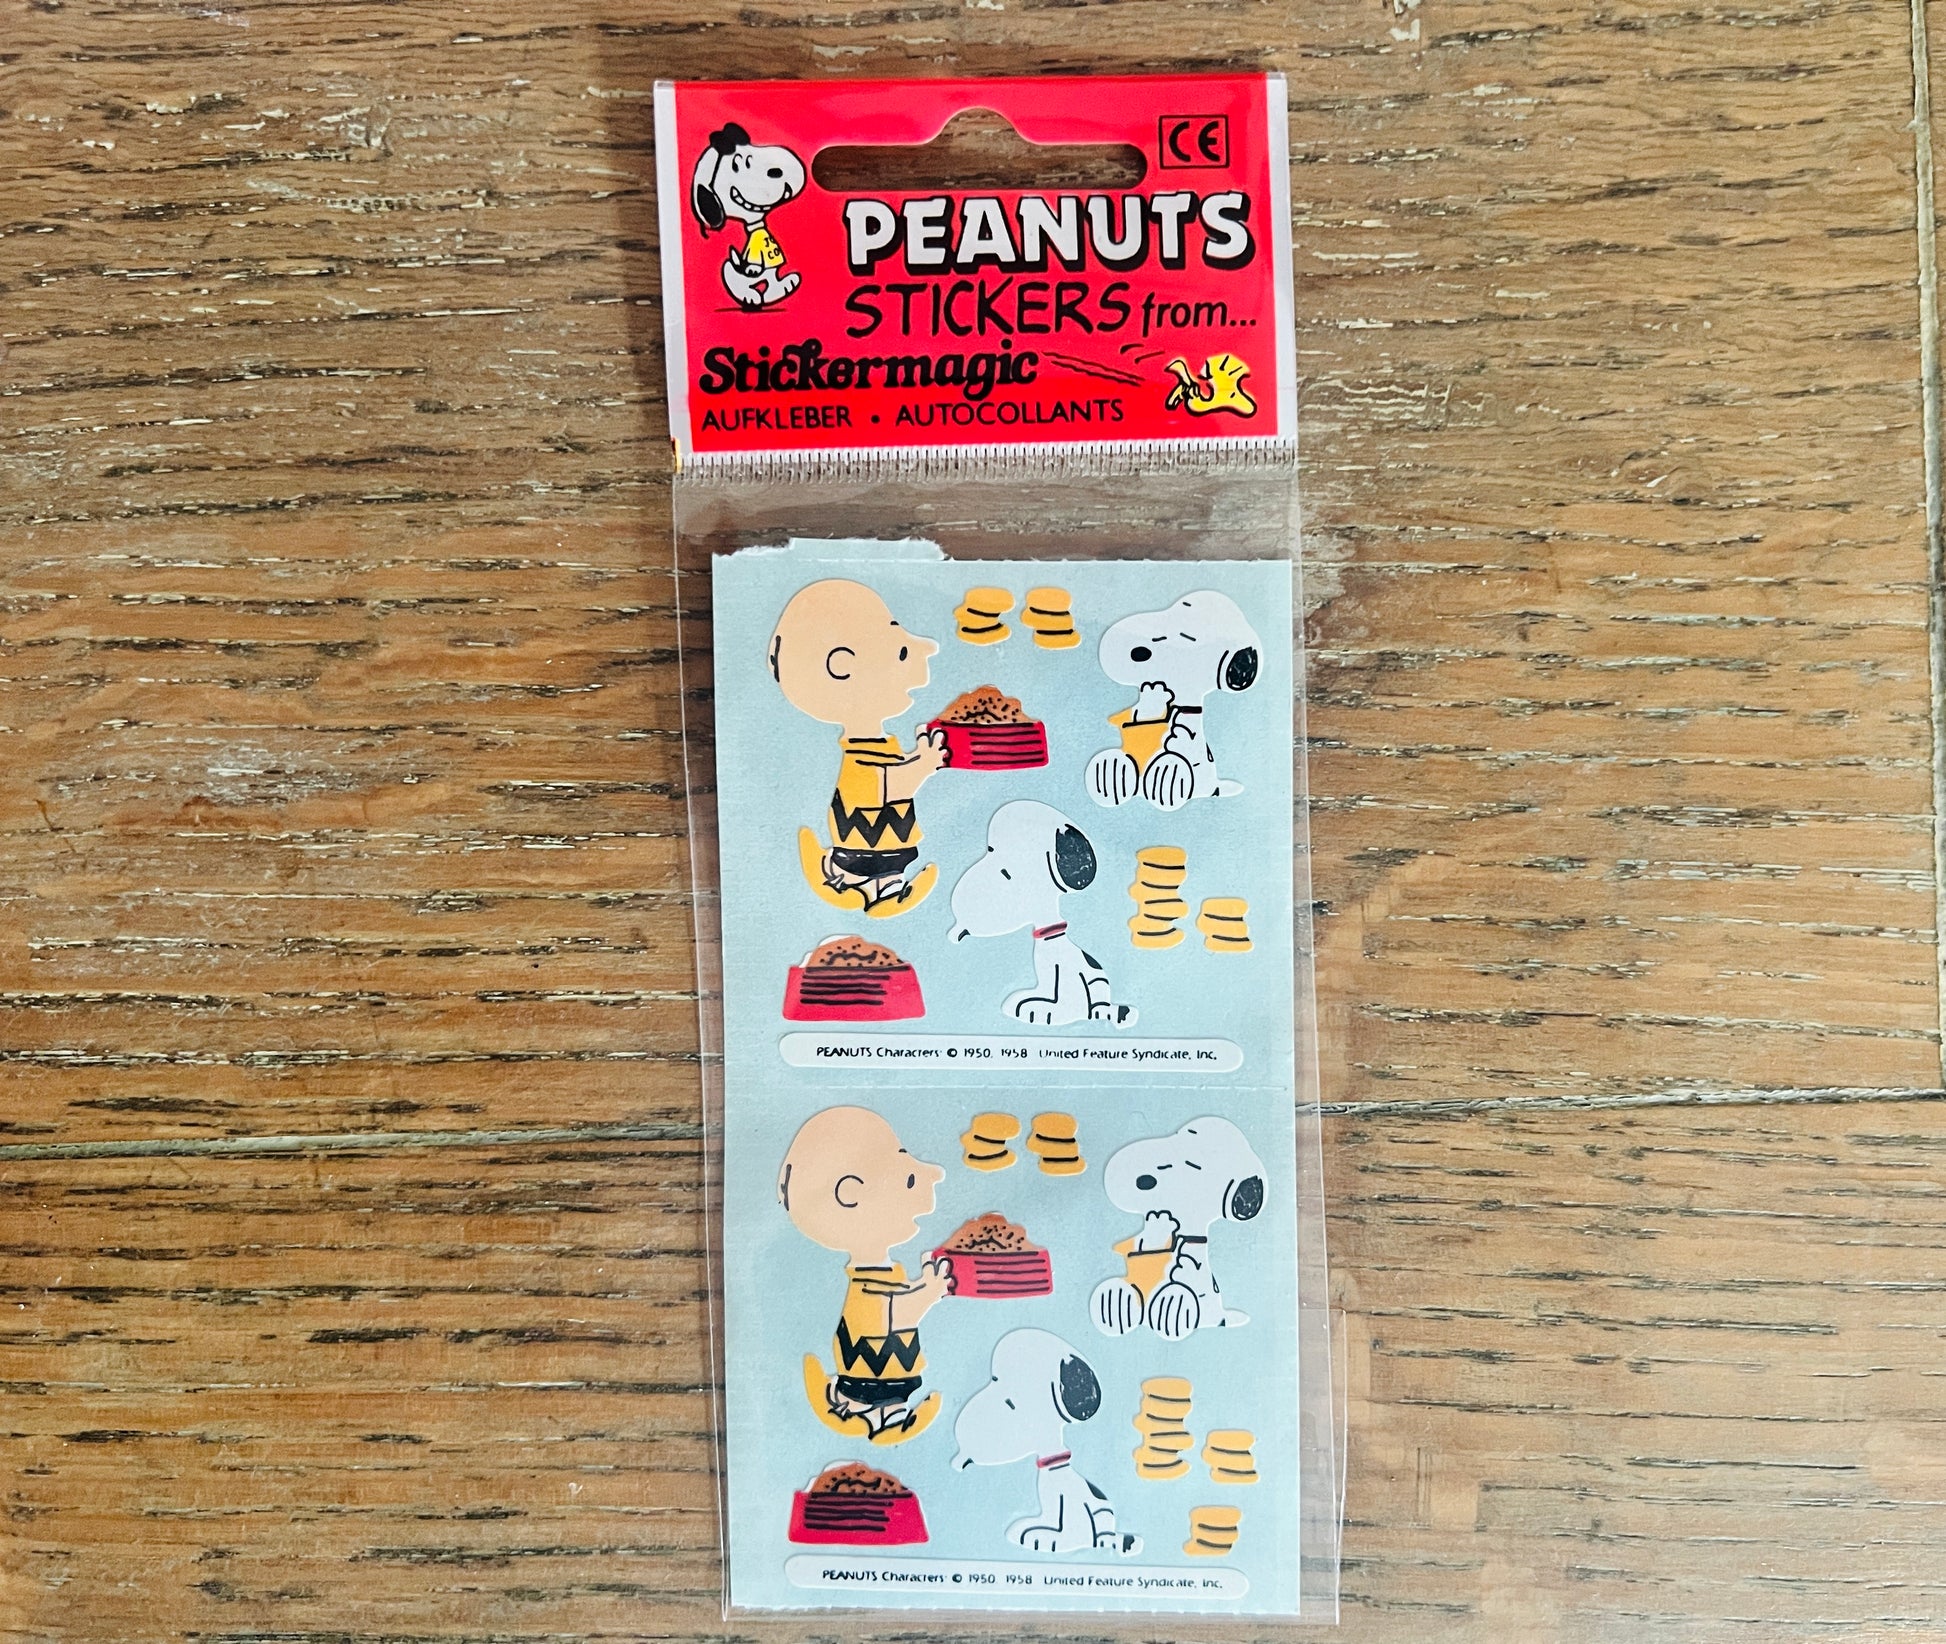 CE
PEANUTS
STICKERS from...
Stickermagic
AUFKLEBER • AUTOCOLLANTS
PEANUTS Characters © 1950, 1958 United Feature Syndicate, Inc.
PEANUTS Characters © 1950, 1958 United Feature Syndicate, Inc.